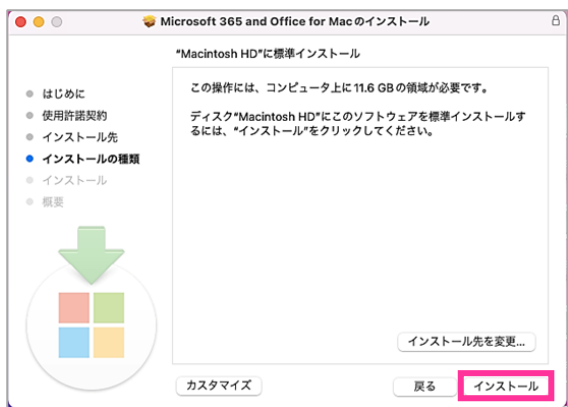 Microsoft 365 and Office for Macのインストール
"Macintosh HD"に標準インストール
はじめに
使用許諾契約
インストール先
インストールの種類
インストール
概要
この操作には、コンピュータ上に11.6 GBの領域が必要です。
ディスク"Macintosh HD"にこのソフトウェアを標準インストールす
るには、"インストール"をクリックしてください。
インストール先を変更...
カスタマイズ
戻る
インストール